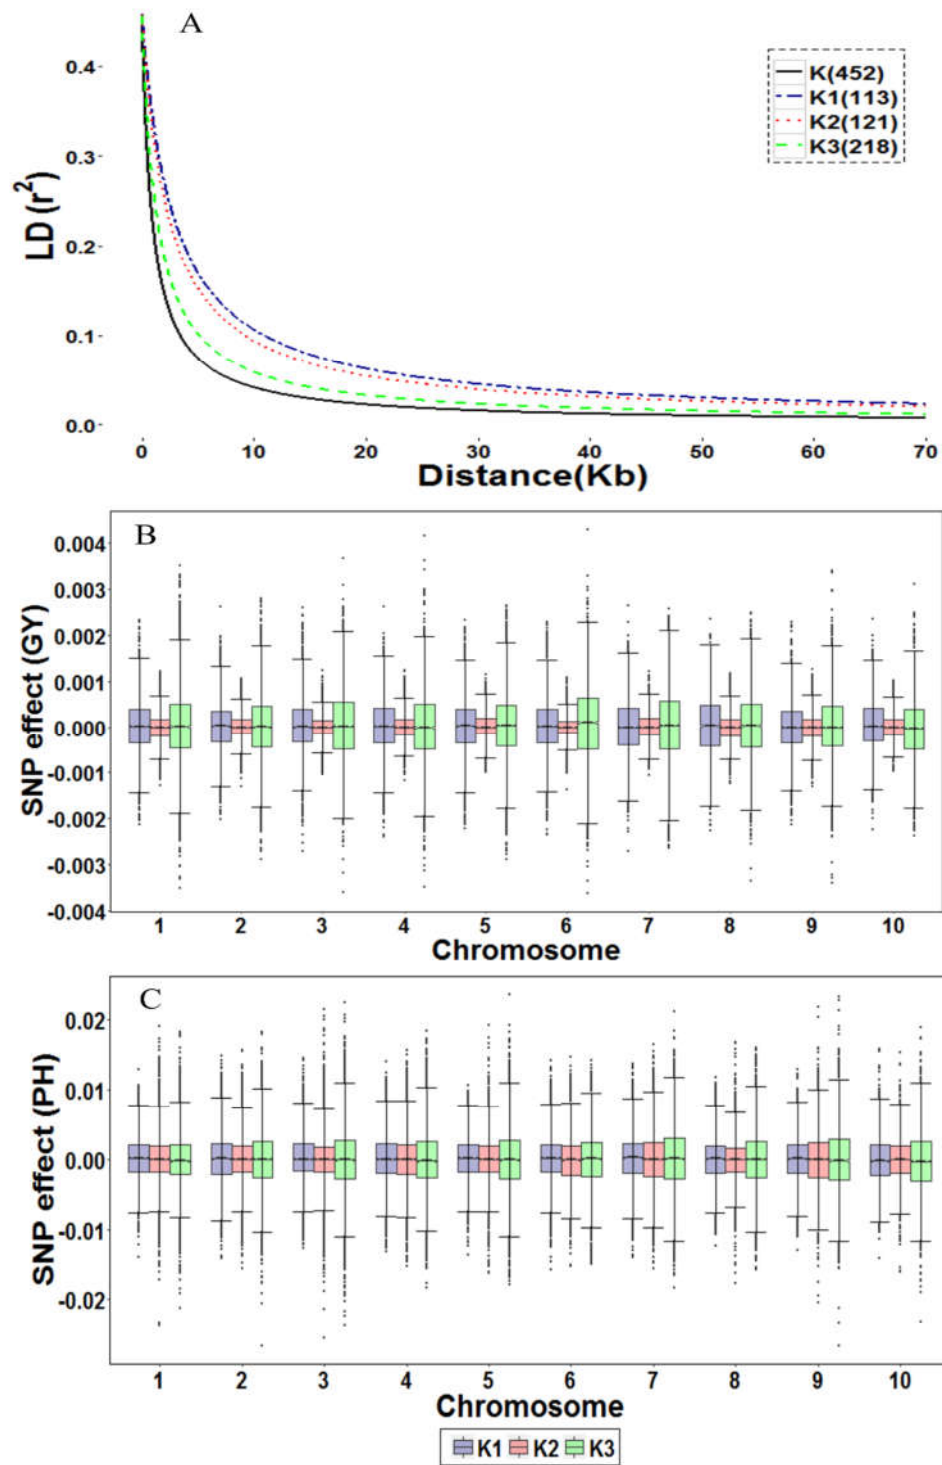 A
0.4
0.3
0.2
0.1
0.0
LD (r²)
K(452)
K1(113)
K2(121)
K3(218)
0 10 20 30 40 50 60 70
Distance(Kb)
B
0.004
0.003
0.002
0.001
0.000
-0.001
-0.002
-0.003
-0.004
SNP effect (GY)
1 2 3 4 5 6 7 8 9 10
Chromosome
C
0.02
0.01
0.00
-0.01
-0.02
SNP effect (PH)
1 2 3 4 5 6 7 8 9 10
Chromosome
K1 K2 K3